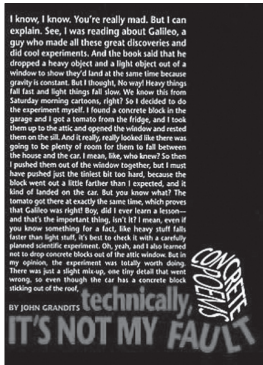 I know, I know. You're really mad. But I can
explain. See, I was reading about Galileo, a
guy who made all these great discoveries and
did cool experiments. And the book said that he
dropped a heavy object and a light object out of a
window to show they'd land at the same time because
gravity is constant. But I thought, No way! Heavy things
fall fast and light things fall slow. We know this from
Saturday morning cartoons, right? So I decided to do
the experiment myself. I found a concrete block in the
garage and I got a tomato from the fridge, and I took
them up to the attic and opened the window and rested
them on the sill. And it really, really looked like there was
going to be plenty of room for them to fall between
the house and the car. I mean, like, who knew? So then
I pushed them out of the window together, but I must
have pushed just the tiniest bit too hard, because the
block went out a little farther than I expected, and it
kind of landed on the car. But you know what? The
tomato got there at exactly the same time, which proves
that Galileo was right! Boy, did I ever learn a lesson—
and that's the important thing, isn't it? I mean, even if
you know something for a fact, like heavy stuff falls
faster than light stuff, it's best to check it with a carefully
planned scientific experiment. Oh, yeah, and I also learned
not to drop concrete blocks out of the attic window. But in
my opinion, the experiment was totally worth doing.
There was just a slight mix-up, one tiny detail that went
wrong, so even though the car has a concrete block
sticking out of the roof,
CONCRETE
POEMS
BY JOHN GRANDITS
technically,
IT'S NOT MY FAULT